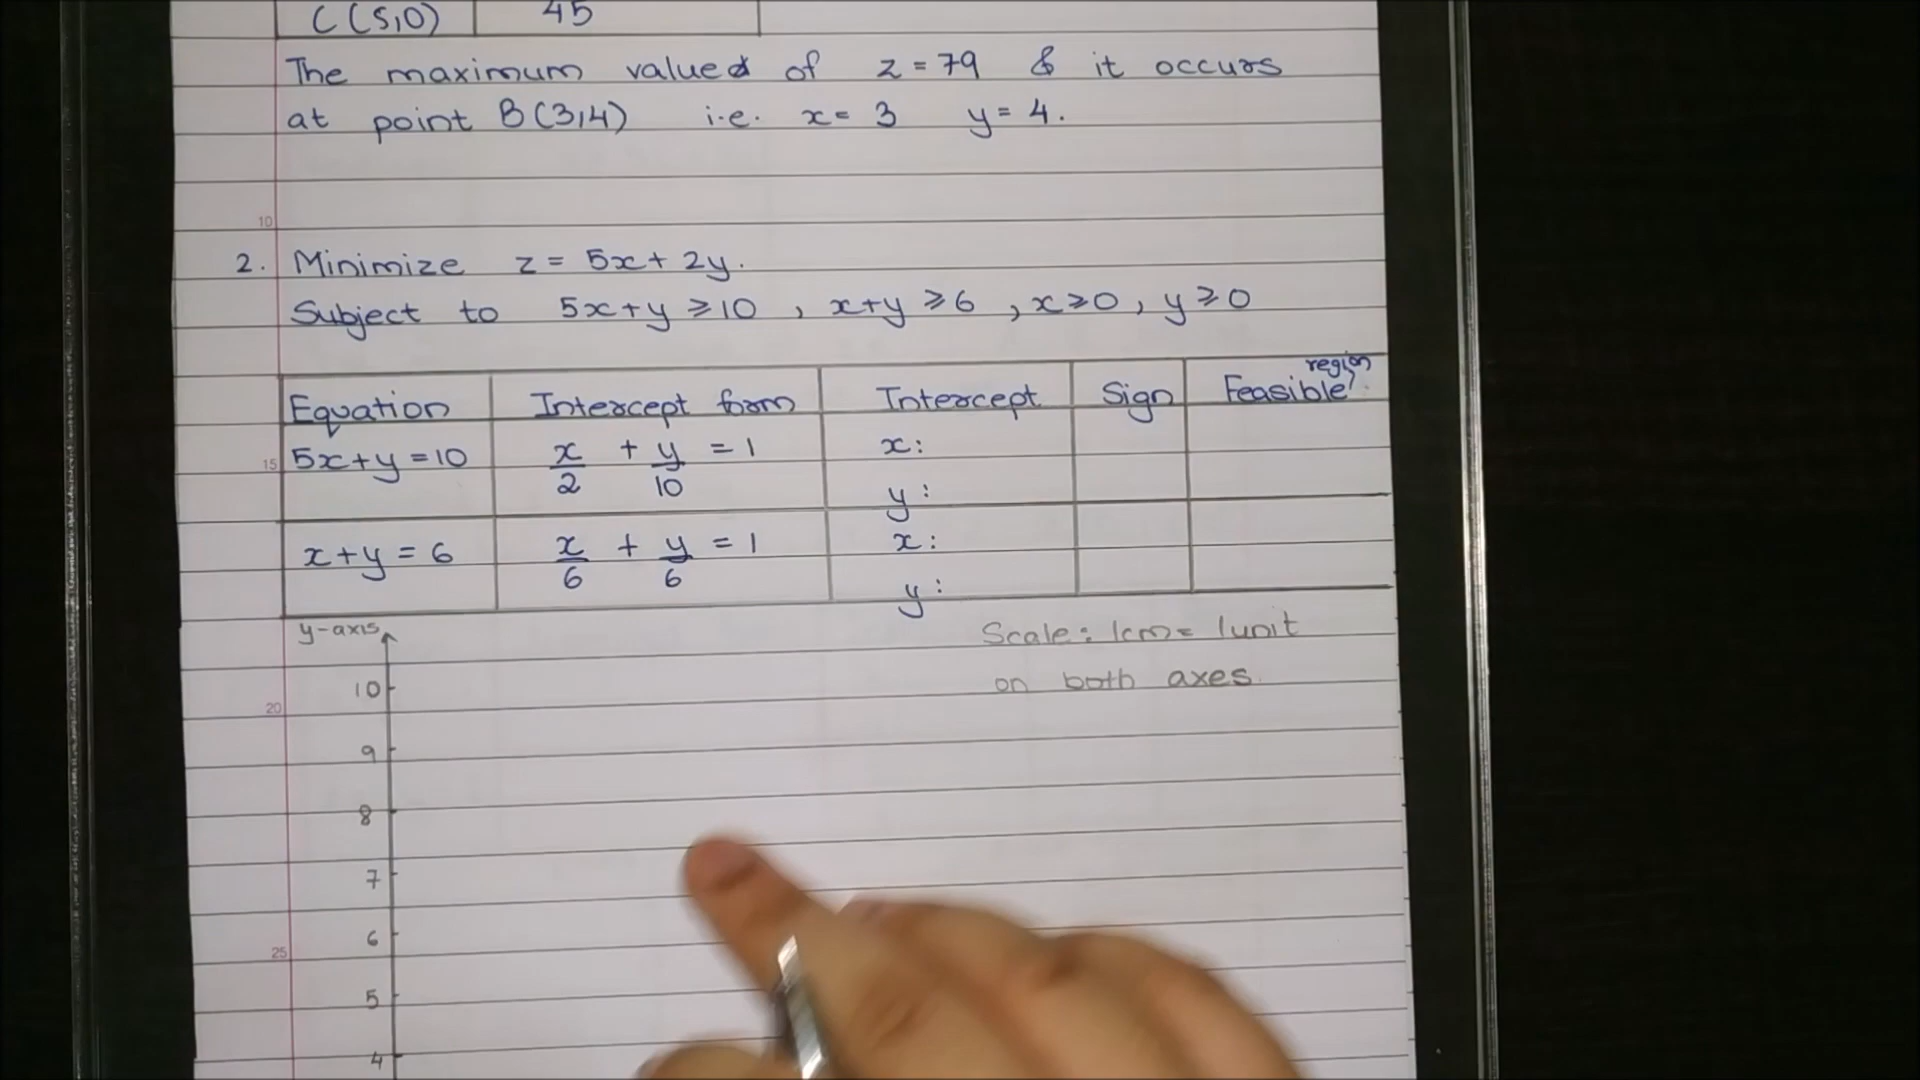 C(5,0) 45
The maximum value of z = 79 & it occurs
at point B(3,4) i.e. x = 3 y = 4.
10
2. Minimize z = 5x + 2y.
Subject to 5x + y ≥ 10 , x + y ≥ 6 , x ≥ 0 , y ≥ 0
Equation Intercept form Intercept Sign Feasible region
15 5x + y = 10 x/2 + y/10 = 1 x:
y:
x + y = 6 x/6 + y/6 = 1 x:
y:
y-axis
Scale: 1cm = 1unit
on both axes
10
20
9
8
7
6
25
5
4